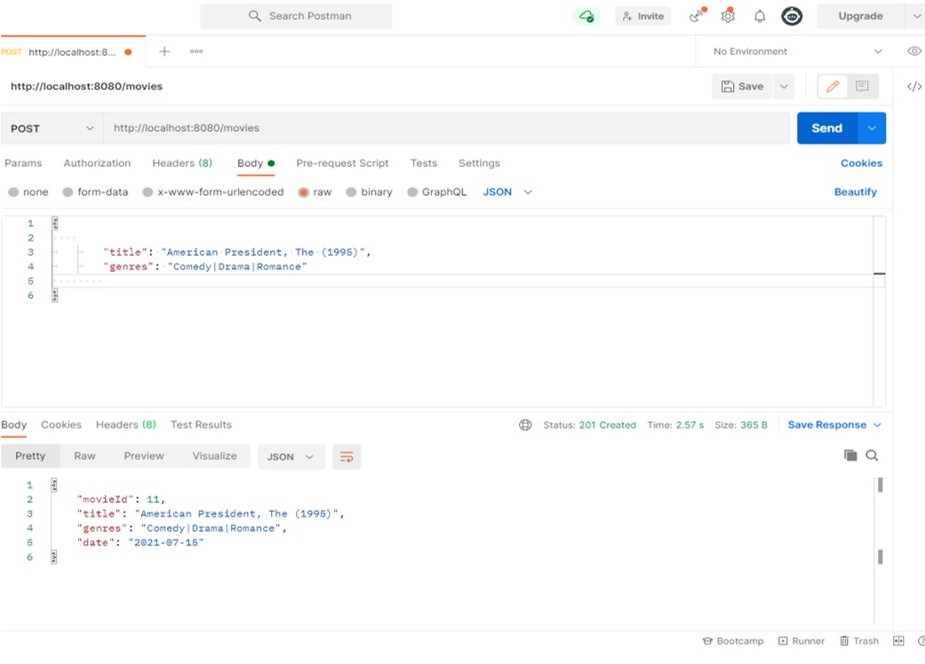 Search Postman
Invite
Upgrade
POST http://localhost:8...
No Environment
http://localhost:8080/movies
Save
POST http://localhost:8080/movies
Send
Params Authorization Headers (8) Body Pre-request Script Tests Settings Cookies
none form-data x-www-form-urlencoded raw binary GraphQL JSON Beautify
1 {
2
3 "title": "American President, The (1995)",
4 "genres": "Comedy|Drama|Romance"
5
6 }
Body Cookies Headers (8) Test Results Status: 201 Created Time: 2.57 s Size: 365 B Save Response
Pretty Raw Preview Visualize JSON
1 {
2 "movieId": 11,
3 "title": "American President, The (1995)",
4 "genres": "Comedy|Drama|Romance",
5 "date": "2021-07-15"
6 }
Bootcamp Runner Trash